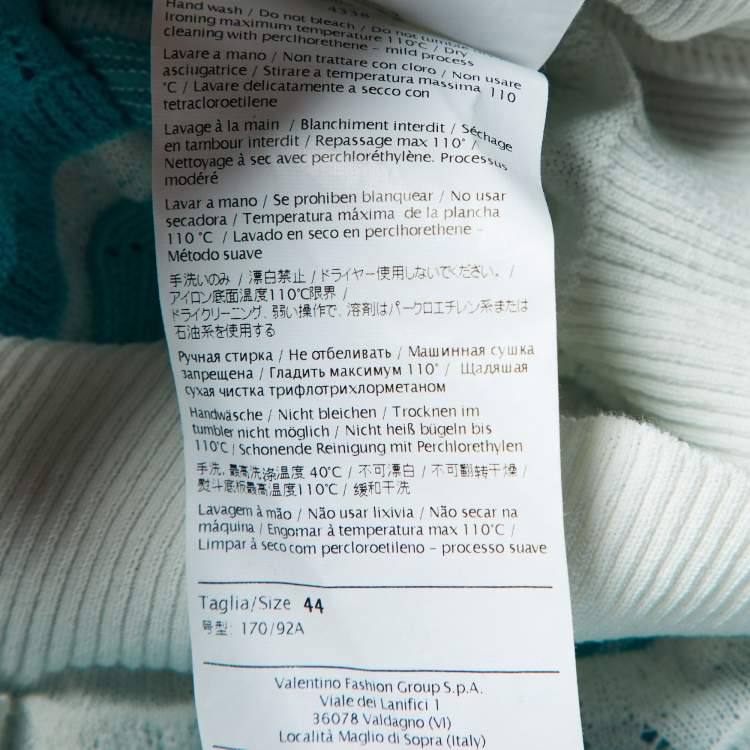 Hand wash / Do not bleach / Do not tumble
Ironing maximum temperature 110°C / Dry
cleaning with perclhorethene - mild process
Lavare a mano / Non trattare con cloro / Non usare
asciugatrice / Stirare a temperatura massima 110
°C / Lavare delicatamente a secco con
tetracloroetilene
Lavage à la main / Blanchiment interdit / Séchage
en tambour interdit / Repassage max 110° /
Nettoyage à sec avec perchloréthylène. Processus
modéré
Lavar a mano / Se prohiben blanquear / No usar
secadora / Temperatura máxima de la plancha
110 °C / Lavado en seco en perclhorethene -
Método suave
手洗いのみ / 漂白禁止 / ドライヤー使用しないでください。 /
アイロン底面温度110℃限界 /
ドライクリーニング、弱い操作で、溶剤はパークロエチレン系または
石油系を使用する
Ручная стирка / Не отбеливать / Машинная сушка
запрещена / Гладить максимум 110° / Щадяшая
сухая чистка трифлотрихлорметаном
Handwäsche / Nicht bleichen / Trocknen im
tumbler nicht möglich / Nicht heiß bügeln bis
110°C / Schonende Reinigung mit Perchlorethylen
手洗, 最高洗涤温度 40°C / 不可漂白 / 不可翻转干燥 /
熨斗底板最高温度110°C / 缓和干洗
Lavagem à mão / Não usar lixivia / Não secar na
máquina / Engomar à temperatura max 110°C /
Limpar à seco com percloroetileno - processo suave
Taglia/Size 44
号型: 170/92A
Valentino Fashion Group S.p.A.
Viale dei Lanifici 1
36078 Valdagno (VI)
Località Maglio di Sopra (Italy)